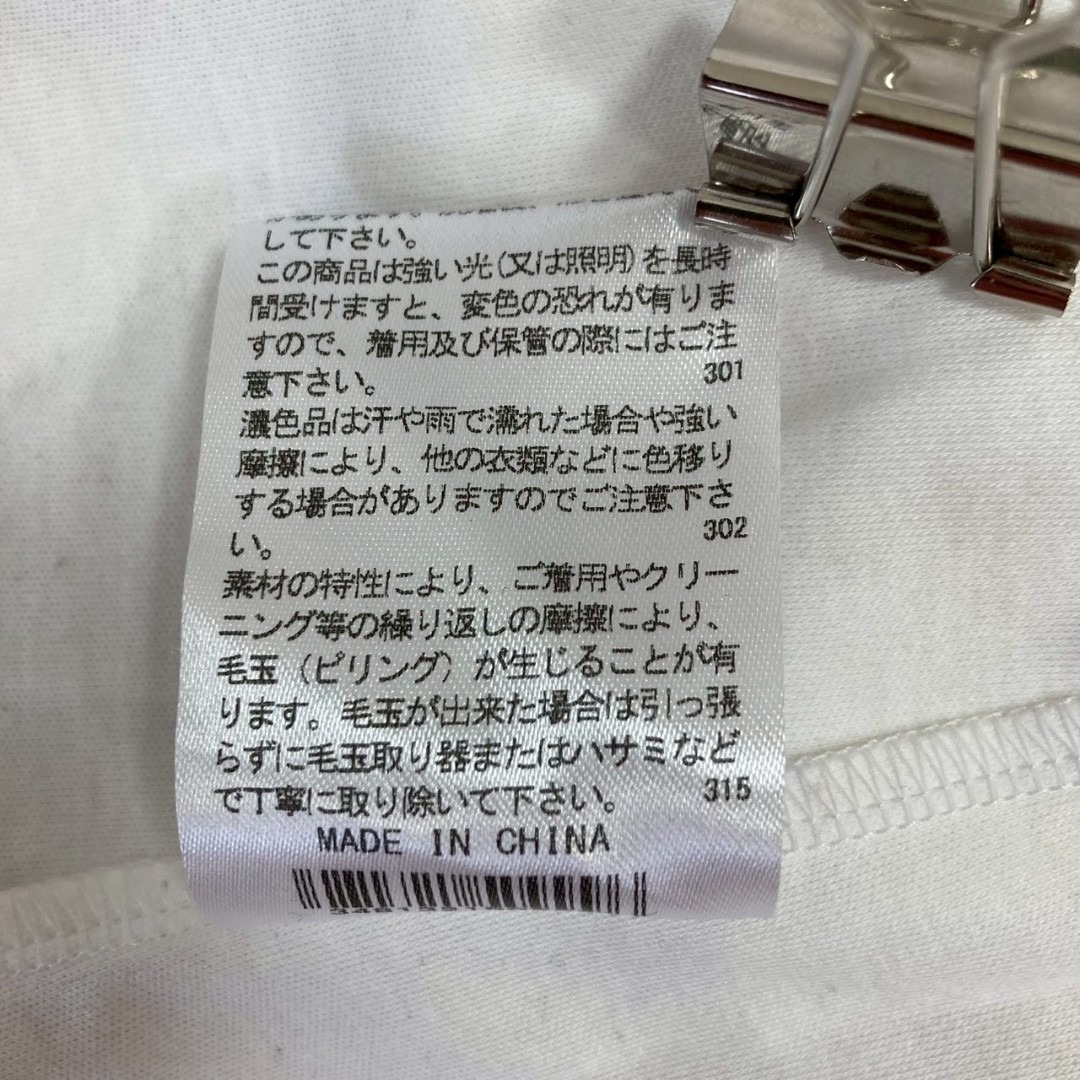 して下さい。
この商品は強い光(又は照明)を長時
間受けますと、変色の恐れが有りま
すので、着用及び保管の際にはご注
意下さい。 301
濃色品は汗や雨で濡れた場合や強い
摩擦により、他の衣類などに色移り
する場合がありますのでご注意下さ
い。 302
素材の特性により、ご着用やクリー
ニング等の繰り返しの摩擦により、
毛玉(ピリング)が生じることが有
ります。毛玉が出来た場合は引っ張
らずに毛玉取り器またはハサミなど
で丁寧に取り除いて下さい。 315
MADE IN CHINA